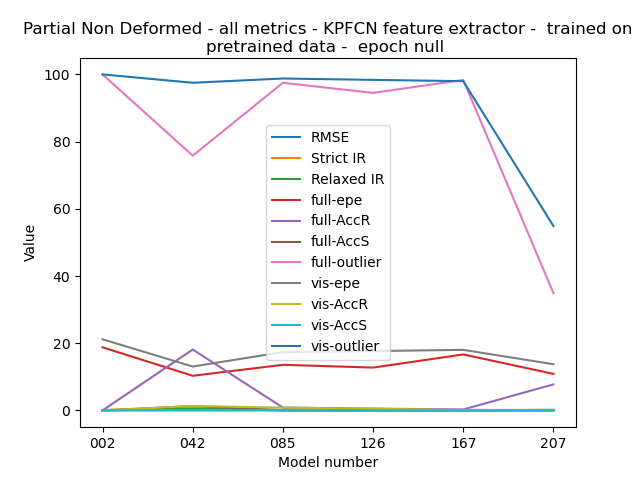 Partial Non Deformed - all metrics - KPFCN feature extractor -  trained on
pretrained data -  epoch null
100
80
60
40
20
0
Value
RMSE
Strict IR
Relaxed IR
full-epe
full-AccR
full-AccS
full-outlier
vis-epe
vis-AccR
vis-AccS
vis-outlier
002 042 085 126 167 207
Model number